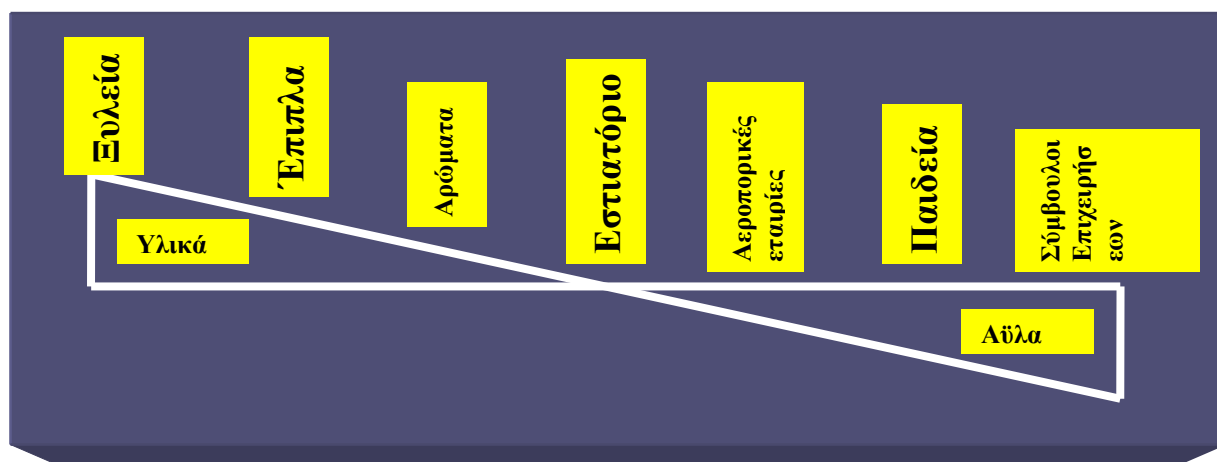 Ξυλεία
Έπιπλα
Αρώματα
Εστιατόριο
Αεροπορικές
εταιρίες
Παιδεία
Σύμβουλοι
Επιχειρήσ
εων
Υλικά
Αϋλα